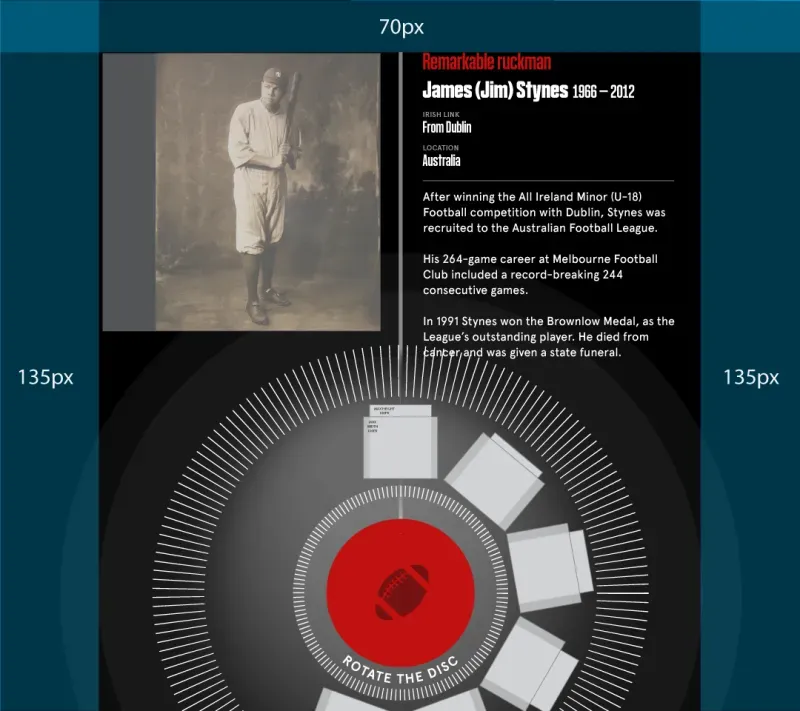 70px
Remarkable ruckman
James (Jim) Stynes 1966 – 2012
IRISH LINK
From Dublin
LOCATION
Australia
After winning the All Ireland Minor (U-18)
Football competition with Dublin, Stynes was
recruited to the Australian Football League.
His 264-game career at Melbourne Football
Club included a record-breaking 244
consecutive games.
In 1991 Stynes won the Brownlow Medal, as the
League's outstanding player. He died from
cancer and was given a state funeral.
135px
135px
ROTATE THE DISC